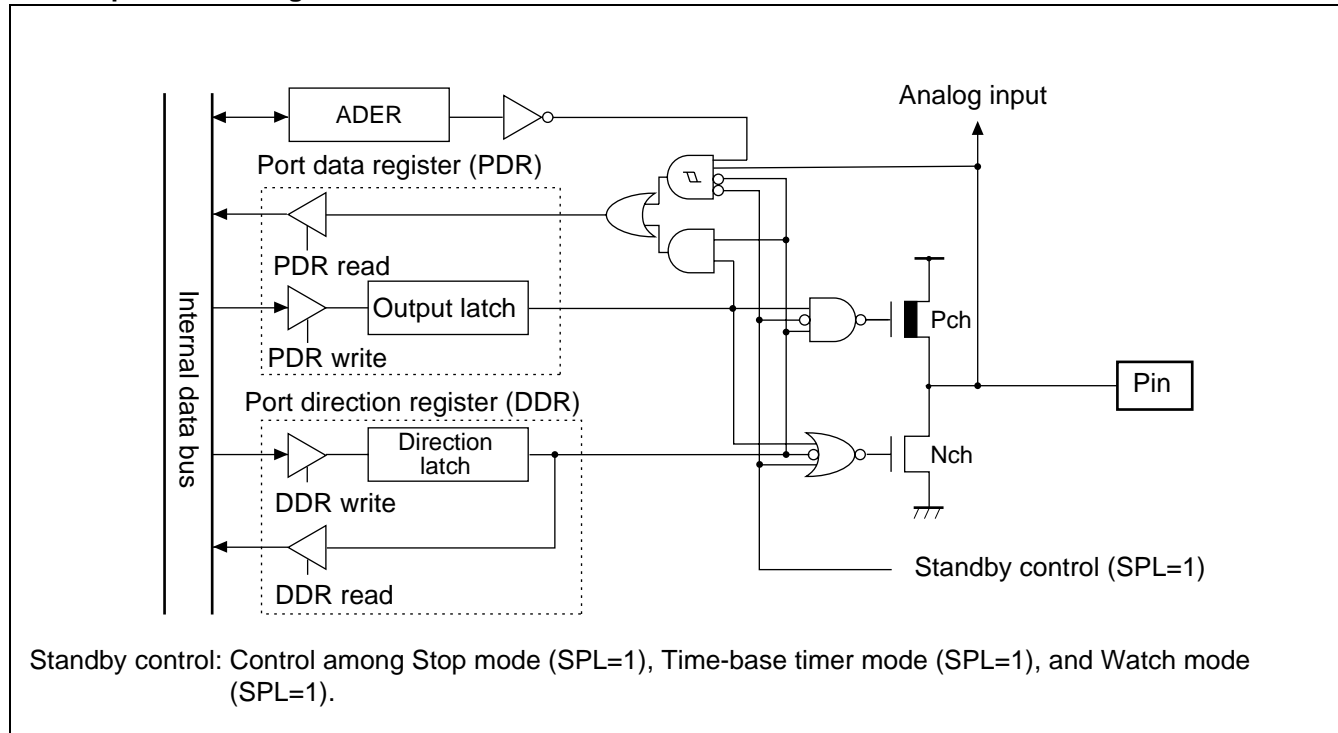 Analog input
ADER
Port data register (PDR)
PDR read
Output latch
PDR write
Internal data bus
Pch
Pin
Port direction register (DDR)
Direction
latch
Nch
DDR write
DDR read
Standby control (SPL=1)
Standby control: Control among Stop mode (SPL=1), Time-base timer mode (SPL=1), and Watch mode
(SPL=1).